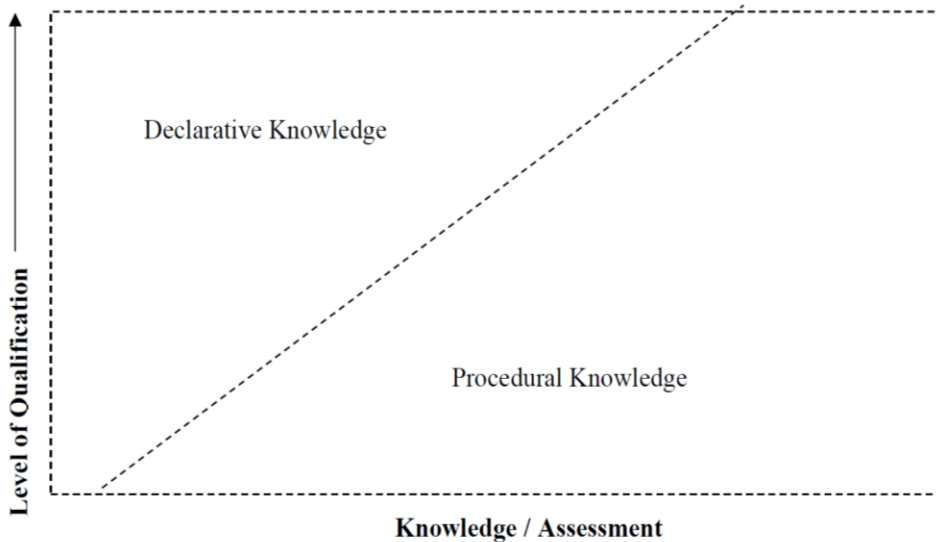 Declarative Knowledge
Procedural Knowledge
Level of Qualification
Knowledge / Assessment